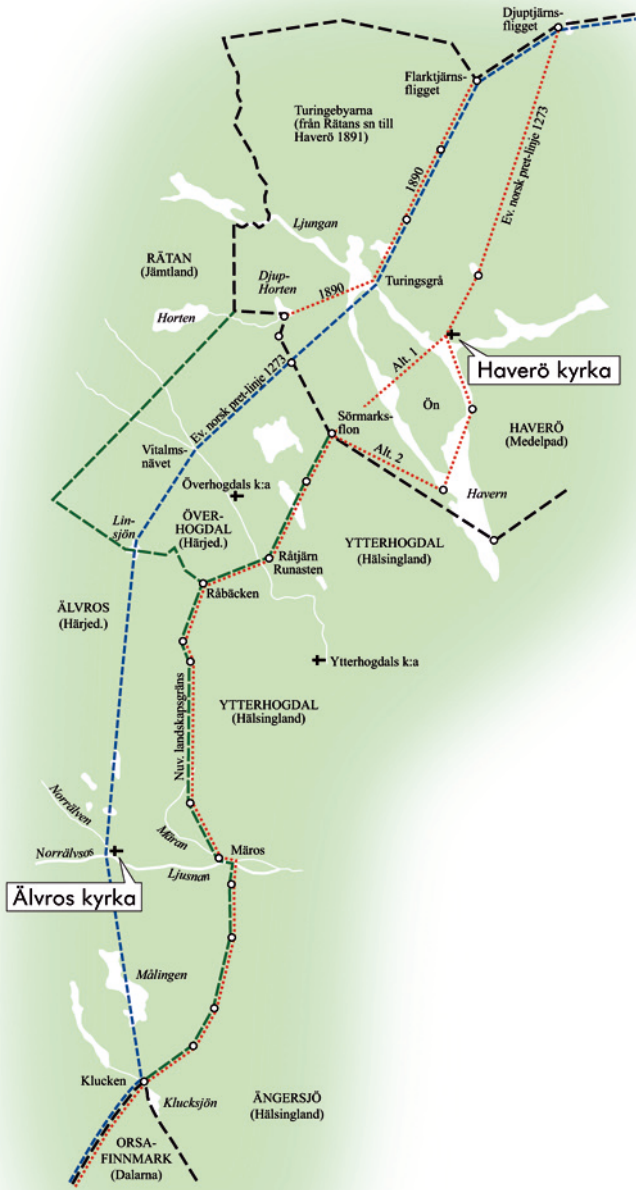 Djuptjärns-
fligget
Flarktjärns-
fligget
Turingebyarna
(från Rätans sn till
Haverö 1891)
1890
Ev. norsk pret-linje 1273
Ljungan
RÄTAN
(Jämtland)
Djup-
Horten
1890
Turingsgrå
Horten
Alt. 1
Haverö kyrka
Ev. norsk pret-linje 1273
Ön
Sörmarks-
flon
HAVERÖ
(Medelpad)
Vitalms-
nävet
Alt. 2
Överhogdals k:a
Havern
Lin-
sjön
ÖVER-
HOGDAL
(Härjed.)
YTTERHOGDAL
(Hälsingland)
Råtjärn
Runasten
Råbäcken
ÄLVROS
(Härjed.)
Ytterhogdals k:a
YTTERHOGDAL
(Hälsingland)
Nuv. landskapsgräns
Norrälven
Märan
Norrälvsos
Märos
Ljusnan
Älvros kyrka
Målingen
Klucken
Klucksjön
ÄNGERSJÖ
(Hälsingland)
ORSA-
FINNMARK
(Dalarna)